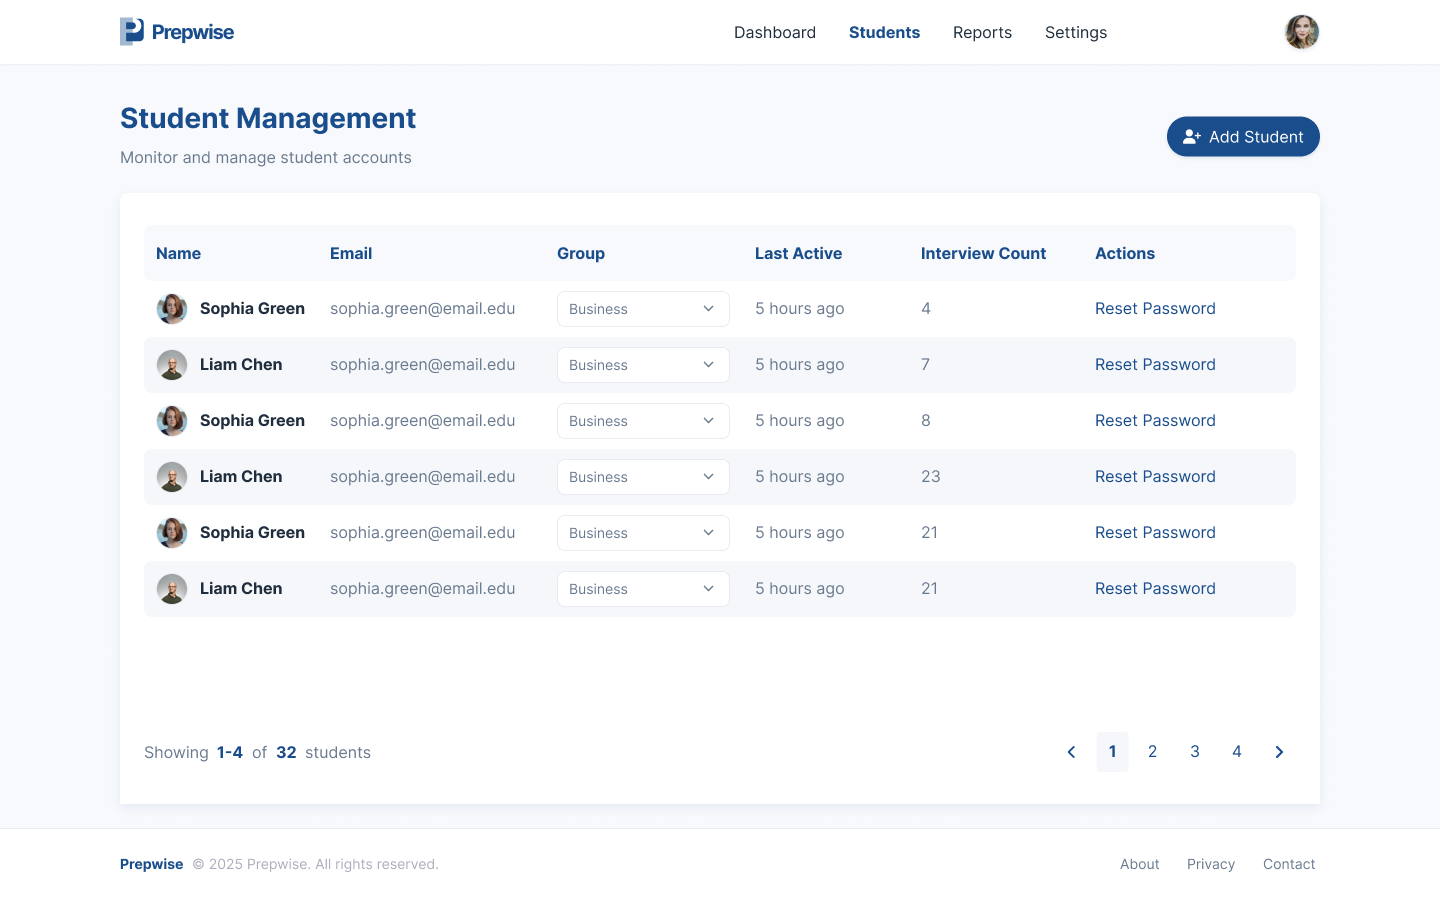 Prepwise Dashboard Students Reports Settings
Student Management
Monitor and manage student accounts
Add Student
Name Email Group Last Active Interview Count Actions
Sophia Green sophia.green@email.edu Business 5 hours ago 4 Reset Password
Liam Chen sophia.green@email.edu Business 5 hours ago 7 Reset Password
Sophia Green sophia.green@email.edu Business 5 hours ago 8 Reset Password
Liam Chen sophia.green@email.edu Business 5 hours ago 23 Reset Password
Sophia Green sophia.green@email.edu Business 5 hours ago 21 Reset Password
Liam Chen sophia.green@email.edu Business 5 hours ago 21 Reset Password
Showing 1-4 of 32 students 1 2 3 4
Prepwise © 2025 Prepwise. All rights reserved. About Privacy Contact